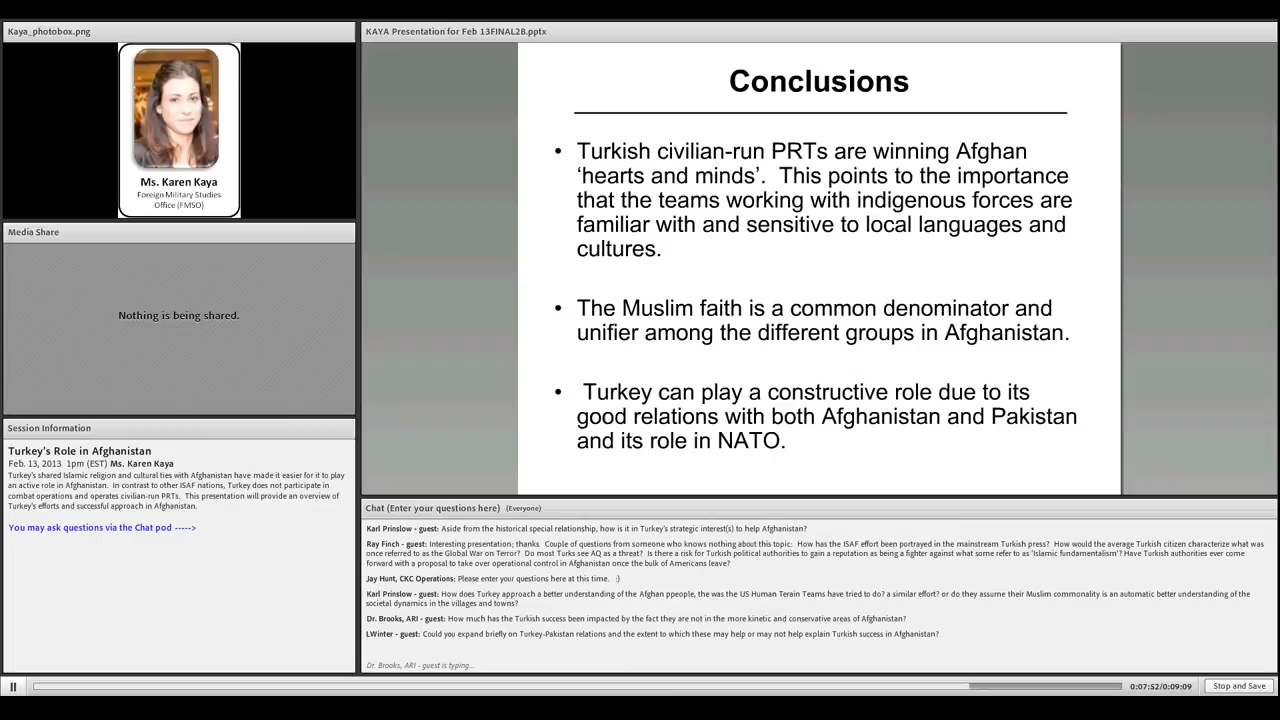 Kaya_photobox.png
Ms. Karen Kaya
Foreign Military Studies
Office (FMSO)
Media Share
Nothing is being shared.
Session Information
Turkey's Role in Afghanistan
Feb. 13, 2013 1pm (EST) Ms. Karen Kaya
Turkey's shared Islamic religion and cultural ties with Afghanistan have made it easier for it to play
an active role in Afghanistan. In contrast to other ISAF nations, Turkey does not participate in
combat operations and operates civilian-run PRTs. This presentation will provide an overview of
Turkey's efforts and successful approach in Afghanistan.
You may ask questions via the Chat pod ----->
KAYA Presentation for Feb 13FINAL2B.pptx
Conclusions
• Turkish civilian-run PRTs are winning Afghan
‘hearts and minds’. This points to the importance
that the teams working with indigenous forces are
familiar with and sensitive to local languages and
cultures.
• The Muslim faith is a common denominator and
unifier among the different groups in Afghanistan.
• Turkey can play a constructive role due to its
good relations with both Afghanistan and Pakistan
and its role in NATO.
Chat (Enter your questions here) (Everyone)
Karl Prinslow - guest: Aside from the historical special relationship, how is it in Turkey's strategic interest(s) to help Afghanistan?
Ray Finch - guest: Interesting presentation; thanks. Couple of questions from someone who knows nothing about this topic: How has the ISAF effort been portrayed in the mainstream Turkish press? How would the average Turkish citizen characterize what was
once referred to as the Global War on Terror? Do most Turks see AQ as a threat? Is there a risk for Turkish political authorities to gain a reputation as being a fighter against what some refer to as 'Islamic fundamentalism'? Have Turkish authorities ever come
forward with a proposal to take over operational control in Afghanistan once the bulk of Americans leave?
Jay Hunt, CKC Operations: Please enter your questions here at this time. :)
Karl Prinslow - guest: How does Turkey approach a better understanding of the Afghan ppeople, the was the US Human Terain Teams have tried to do? a similar effort? or do they assume their Muslim commonality is an automatic better understanding of the
societal dynamics in the villages and towns?
Dr. Brooks, ARI - guest: How much has the Turkish success been impacted by the fact they are not in the more kinetic and conservative areas of Afghanistan?
LWinter - guest: Could you expand briefly on Turkey-Pakistan relations and the extent to which these may help or may not help explain Turkish success in Afghanistan?
Dr. Brooks, ARI - guest is typing...
0:07:52/0:09:09
Stop and Save